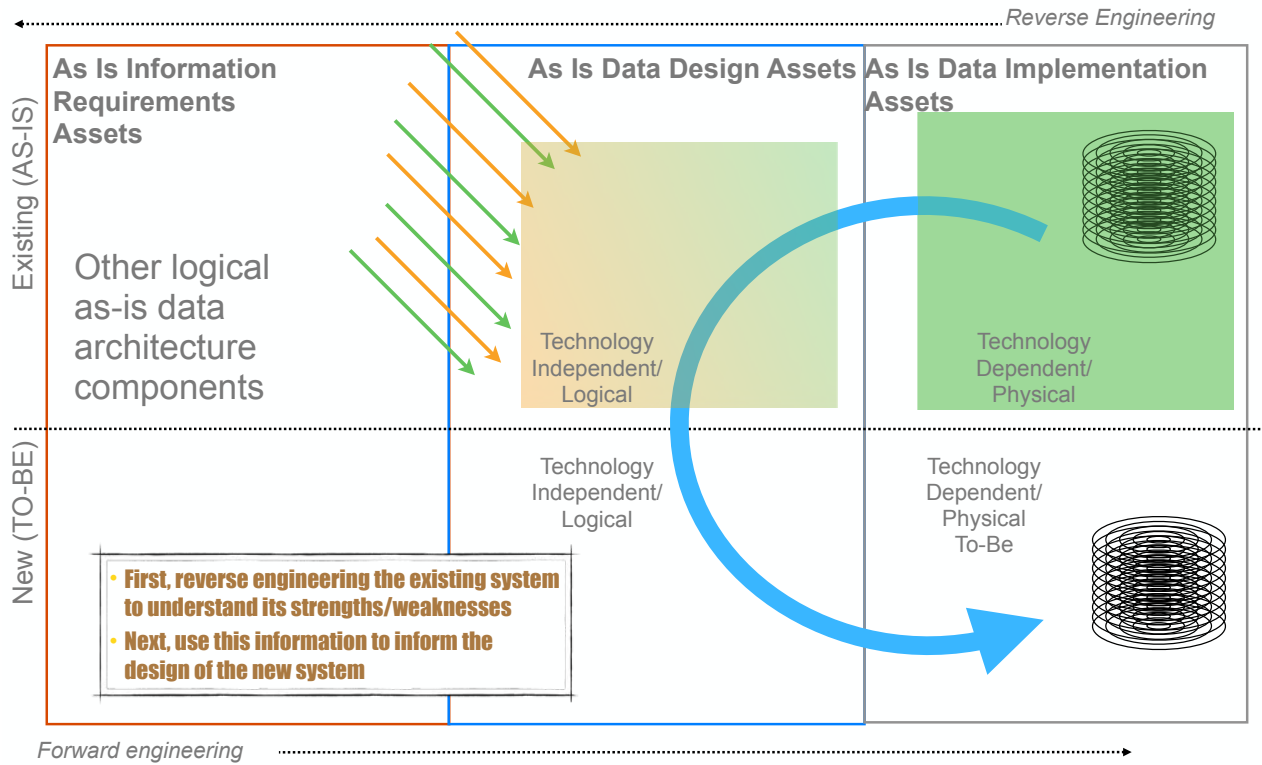 Reverse Engineering
As Is Information
Requirements
Assets
As Is Data Design Assets
As Is Data Implementation
Assets
Existing (AS-IS)
Other logical
as-is data
architecture
components
Technology
Independent/
Logical
Technology
Dependent/
Physical
New (TO-BE)
Technology
Independent/
Logical
Technology
Dependent/
Physical
To-Be
• First, reverse engineering the existing system
to understand its strengths/weaknesses
• Next, use this information to inform the
design of the new system
Forward engineering